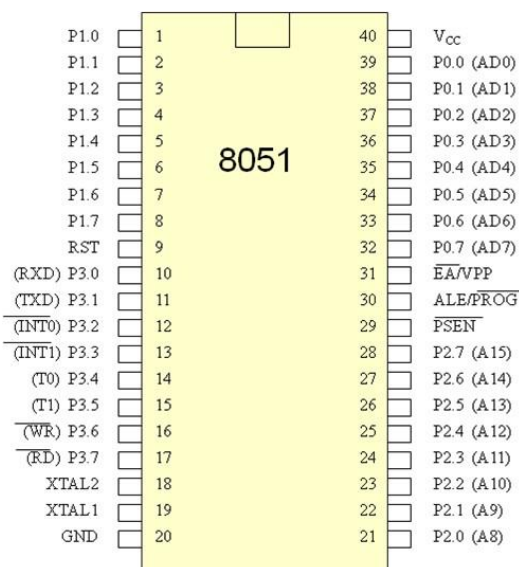 P1.0 1 40 VCC
P1.1 2 39 P0.0 (AD0)
P1.2 3 38 P0.1 (AD1)
P1.3 4 37 P0.2 (AD2)
P1.4 5 36 P0.3 (AD3)
8051
P1.5 6 35 P0.4 (AD4)
P1.6 7 34 P0.5 (AD5)
P1.7 8 33 P0.6 (AD6)
RST 9 32 P0.7 (AD7)
(RXD) P3.0 10 31 EA/VPP
(TXD) P3.1 11 30 ALE/PROG
(INT0) P3.2 12 29 PSEN
(INT1) P3.3 13 28 P2.7 (A15)
(T0) P3.4 14 27 P2.6 (A14)
(T1) P3.5 15 26 P2.5 (A13)
(WR) P3.6 16 25 P2.4 (A12)
(RD) P3.7 17 24 P2.3 (A11)
XTAL2 18 23 P2.2 (A10)
XTAL1 19 22 P2.1 (A9)
GND 20 21 P2.0 (A8)